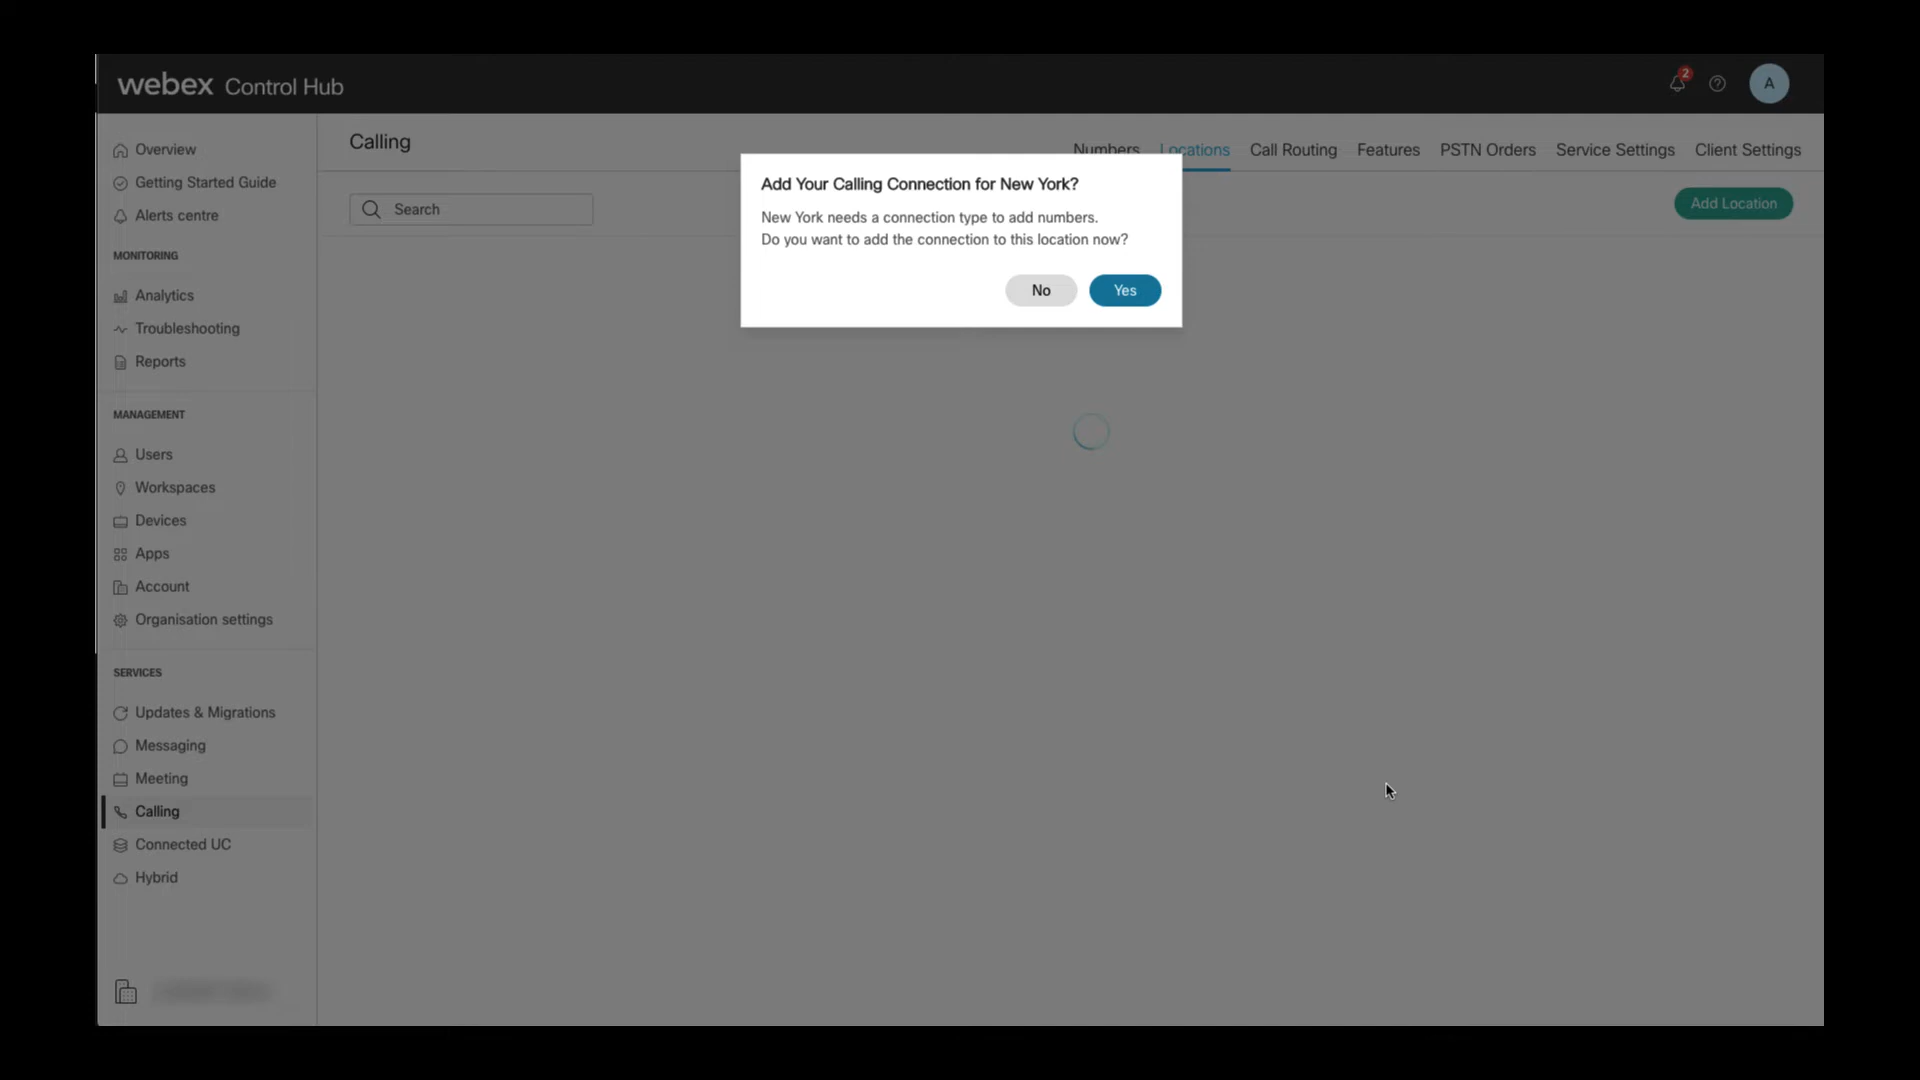 webex Control Hub
2
A
Overview
Getting Started Guide
Alerts centre
MONITORING
Analytics
Troubleshooting
Reports
MANAGEMENT
Users
Workspaces
Devices
Apps
Account
Organisation settings
SERVICES
Updates & Migrations
Messaging
Meeting
Calling
Connected UC
Hybrid
Calling
Numbers Locations Call Routing Features PSTN Orders Service Settings Client Settings
Search
Add Location
Add Your Calling Connection for New York?
New York needs a connection type to add numbers.
Do you want to add the connection to this location now?
No Yes